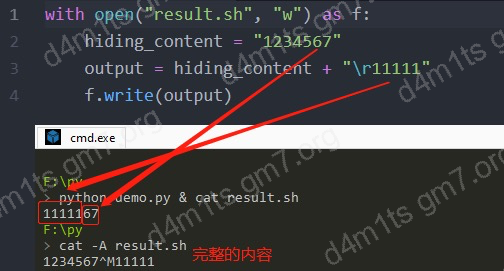 1 with open("result.sh", "w") as f:
2 hiding_content = "1234567"
3 output = hiding_content + "\r11111"
4 f.write(output)
cmd.exe
F:\py
> python demo.py & cat result.sh
1111167
F:\py
> cat -A result.sh 完整的内容
1234567^M11111
d4m1ts gm7.org
d4m1ts gm7.org
d4m1ts gm7.org
d4m1ts gm7.org